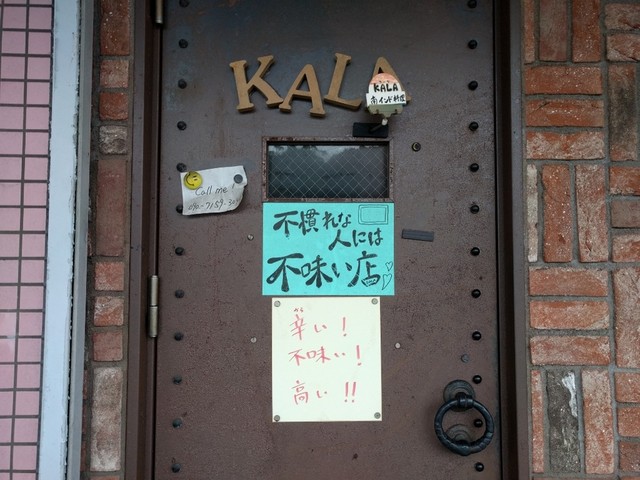 KALA
KALA
南インド料理
Call me!
不慣れな
人には
不味い店
辛い！
不味い！
高い!!